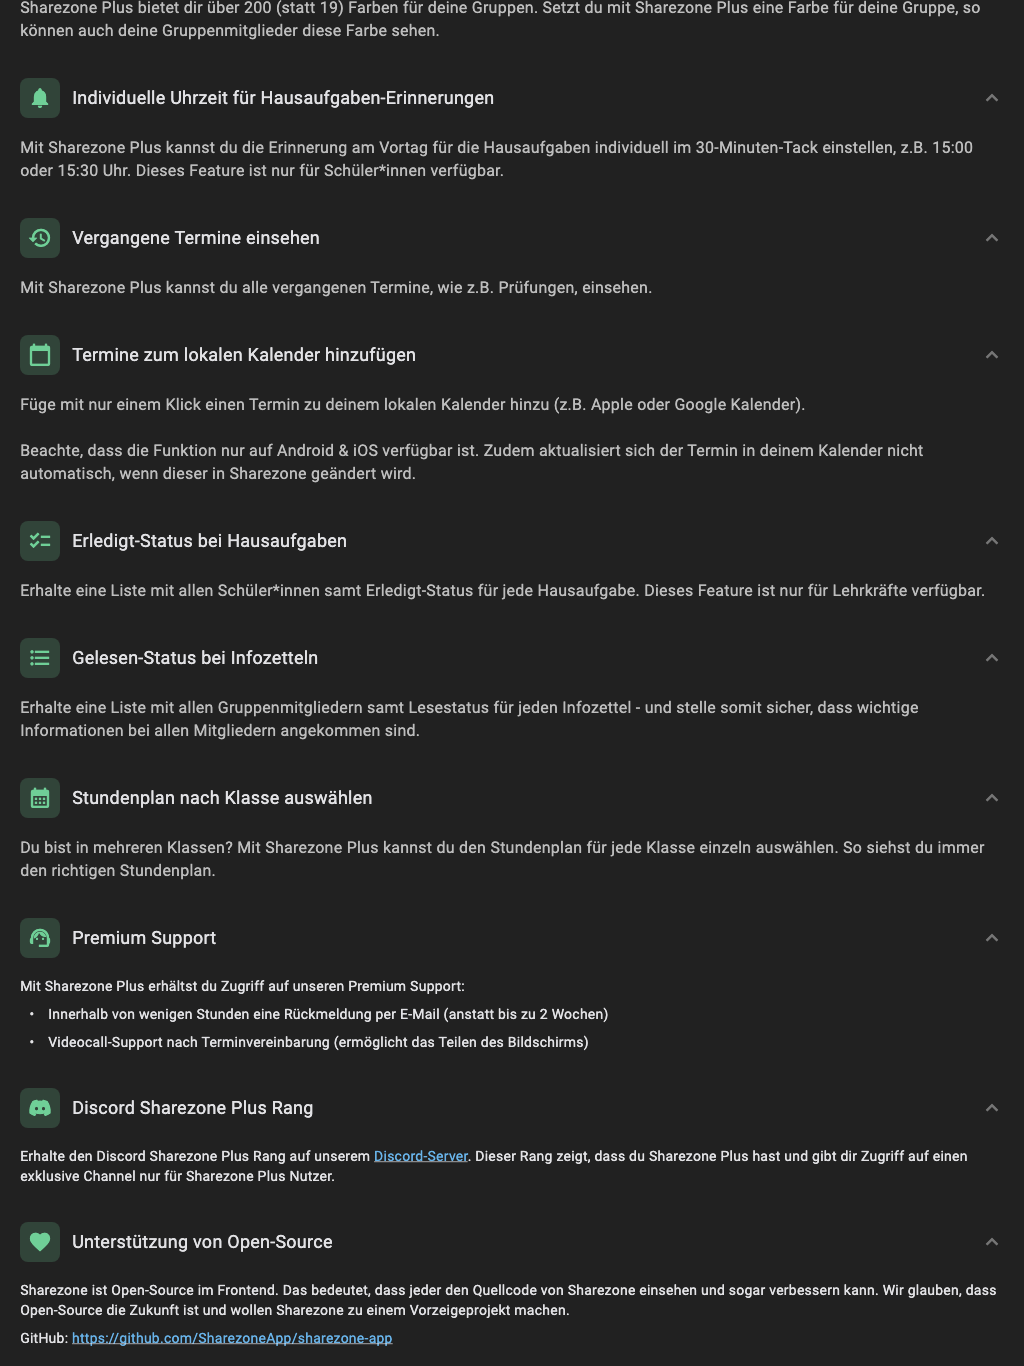 Sharezone Plus bietet dir über 200 (statt 19) Farben für deine Gruppen. Setzt du mit Sharezone Plus eine Farbe für deine Gruppe, so
können auch deine Gruppenmitglieder diese Farbe sehen.
Individuelle Uhrzeit für Hausaufgaben-Erinnerungen
Mit Sharezone Plus kannst du die Erinnerung am Vortag für die Hausaufgaben individuell im 30-Minuten-Tack einstellen, z.B. 15:00
oder 15:30 Uhr. Dieses Feature ist nur für Schüler*innen verfügbar.
Vergangene Termine einsehen
Mit Sharezone Plus kannst du alle vergangenen Termine, wie z.B. Prüfungen, einsehen.
Termine zum lokalen Kalender hinzufügen
Füge mit nur einem Klick einen Termin zu deinem lokalen Kalender hinzu (z.B. Apple oder Google Kalender).
Beachte, dass die Funktion nur auf Android & iOS verfügbar ist. Zudem aktualisiert sich der Termin in deinem Kalender nicht
automatisch, wenn dieser in Sharezone geändert wird.
Erledigt-Status bei Hausaufgaben
Erhalte eine Liste mit allen Schüler*innen samt Erledigt-Status für jede Hausaufgabe. Dieses Feature ist nur für Lehrkräfte verfügbar.
Gelesen-Status bei Infozetteln
Erhalte eine Liste mit allen Gruppenmitgliedern samt Lesestatus für jeden Infozettel - und stelle somit sicher, dass wichtige
Informationen bei allen Mitgliedern angekommen sind.
Stundenplan nach Klasse auswählen
Du bist in mehreren Klassen? Mit Sharezone Plus kannst du den Stundenplan für jede Klasse einzeln auswählen. So siehst du immer
den richtigen Stundenplan.
Premium Support
Mit Sharezone Plus erhältst du Zugriff auf unseren Premium Support:
• Innerhalb von wenigen Stunden eine Rückmeldung per E-Mail (anstatt bis zu 2 Wochen)
• Videocall-Support nach Terminvereinbarung (ermöglicht das Teilen des Bildschirms)
Discord Sharezone Plus Rang
Erhalte den Discord Sharezone Plus Rang auf unserem Discord-Server. Dieser Rang zeigt, dass du Sharezone Plus hast und gibt dir Zugriff auf einen
exklusive Channel nur für Sharezone Plus Nutzer.
Unterstützung von Open-Source
Sharezone ist Open-Source im Frontend. Das bedeutet, dass jeder den Quellcode von Sharezone einsehen und sogar verbessern kann. Wir glauben, dass
Open-Source die Zukunft ist und wollen Sharezone zu einem Vorzeigeprojekt machen.
GitHub: https://github.com/SharezoneApp/sharezone-app